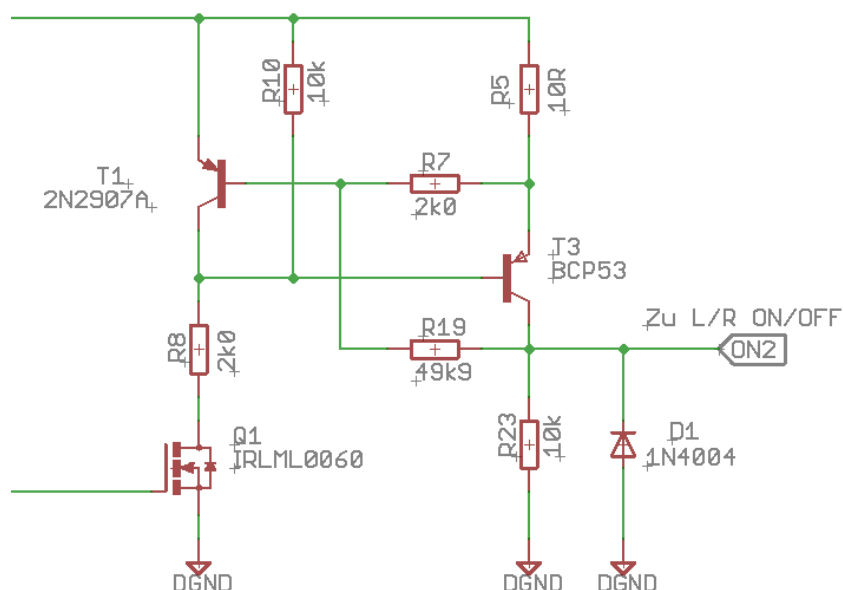 R10
10k
R5
10R
T1
2N2907A
R7
2k0
T3
BCP53
Zu L/R ON/OFF
ON2
R8
2k0
R19
49k9
Q1
IRLML0060
R23
10k
D1
1N4004
DGND
DGND
DGND